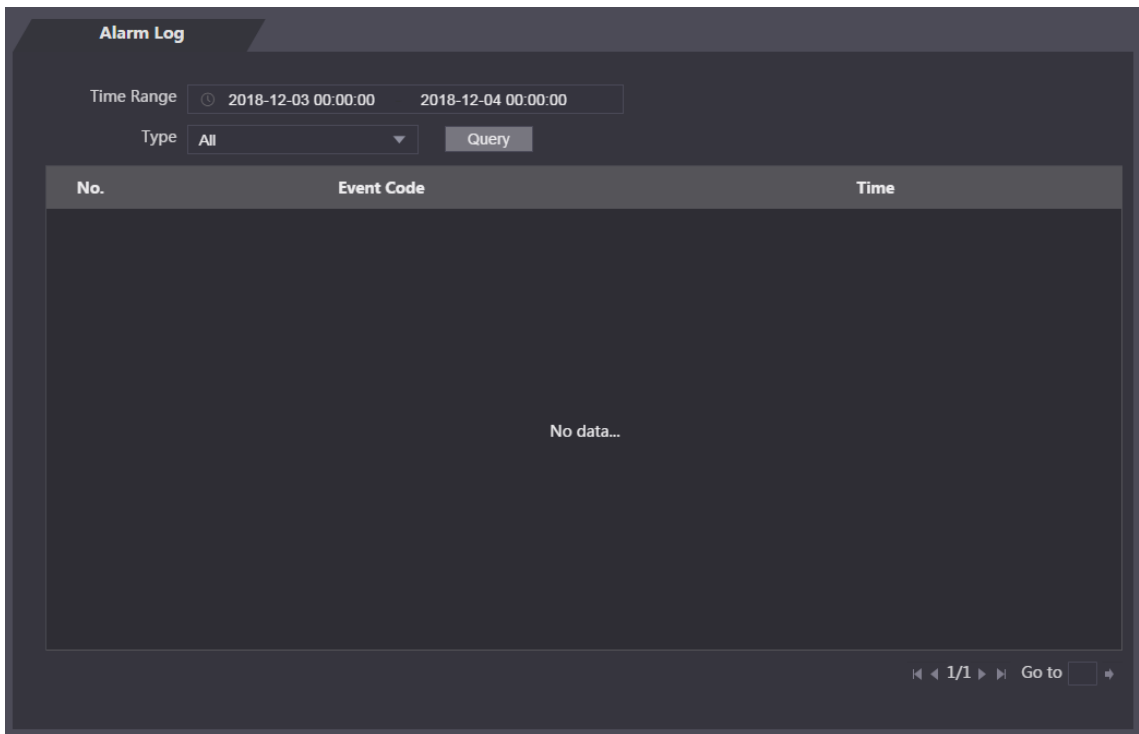 Alarm Log
Time Range 2018-12-03 00:00:00 2018-12-04 00:00:00
Type All Query
No. Event Code Time
No data...
1/1 Go to